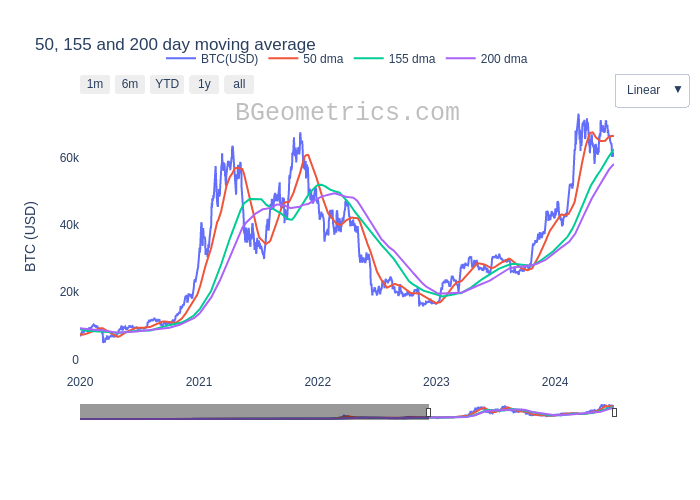 50, 155 and 200 day moving average
BTC(USD) 50 dma 155 dma 200 dma
1m 6m YTD 1y all
Linear ▼
BGeometrics.com
60k
40k
20k
0
BTC (USD)
2020 2021 2022 2023 2024